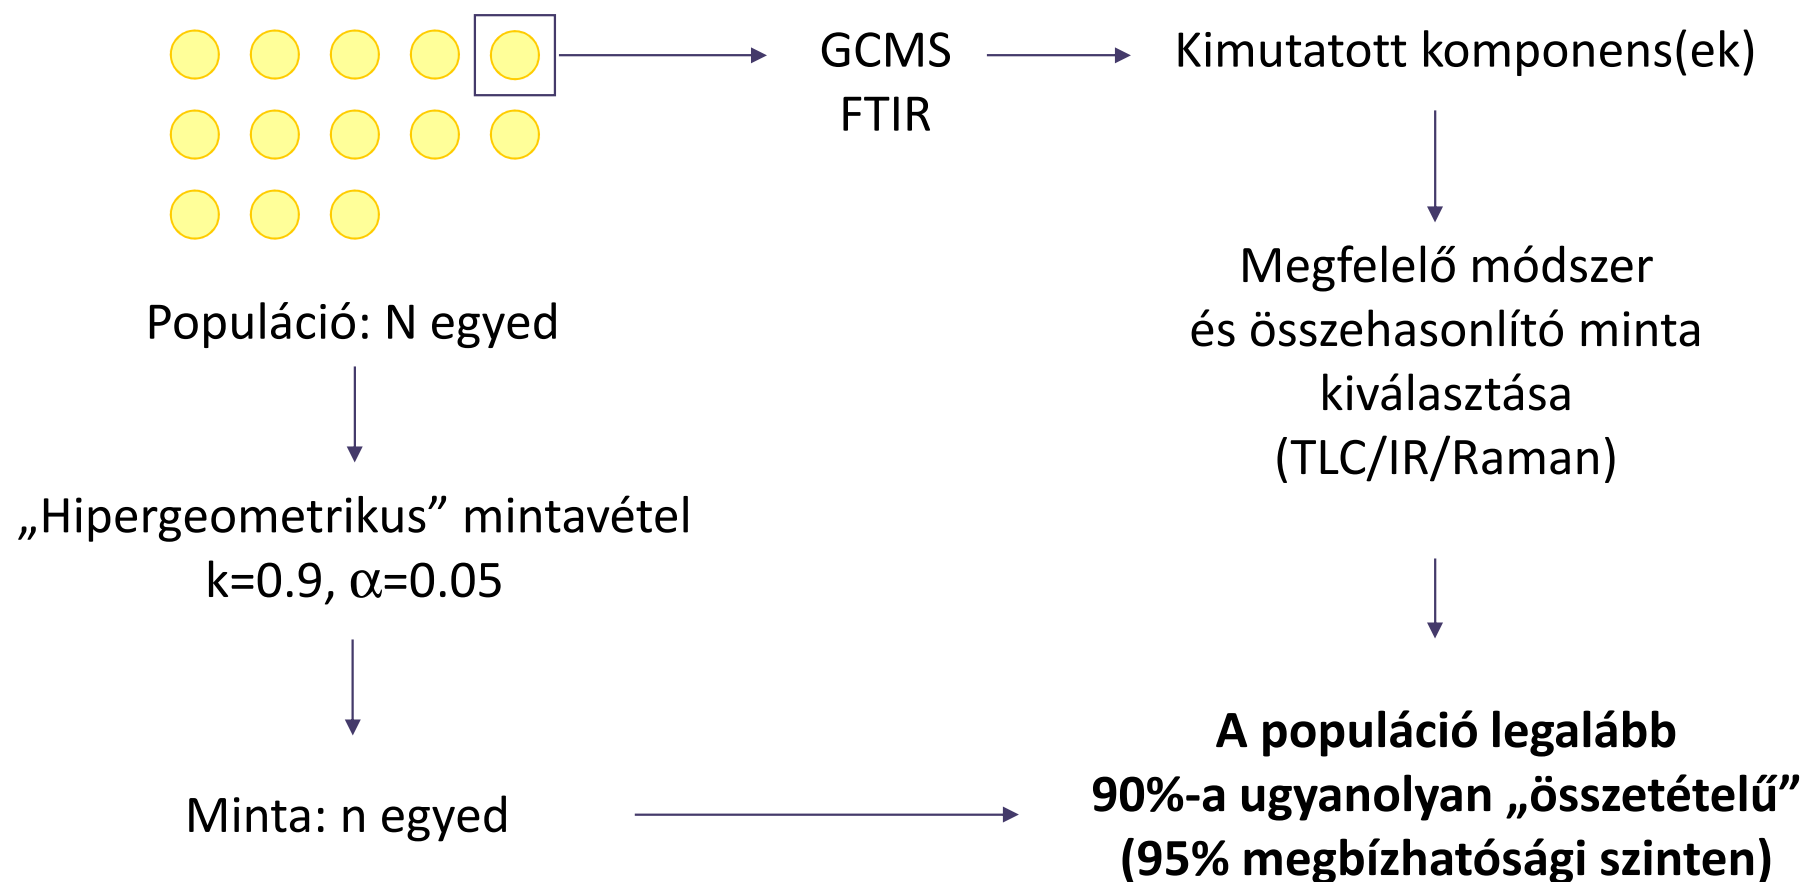 GCMS
FTIR
Kimutatott komponens(ek)
Megfelelő módszer
és összehasonlító minta
kiválasztása
(TLC/IR/Raman)
Populáció: N egyed
„Hipergeometrikus” mintavétel
k=0.9, α=0.05
Minta: n egyed
A populáció legalább
90%-a ugyanolyan „összetételű”
(95% megbízhatósági szinten)